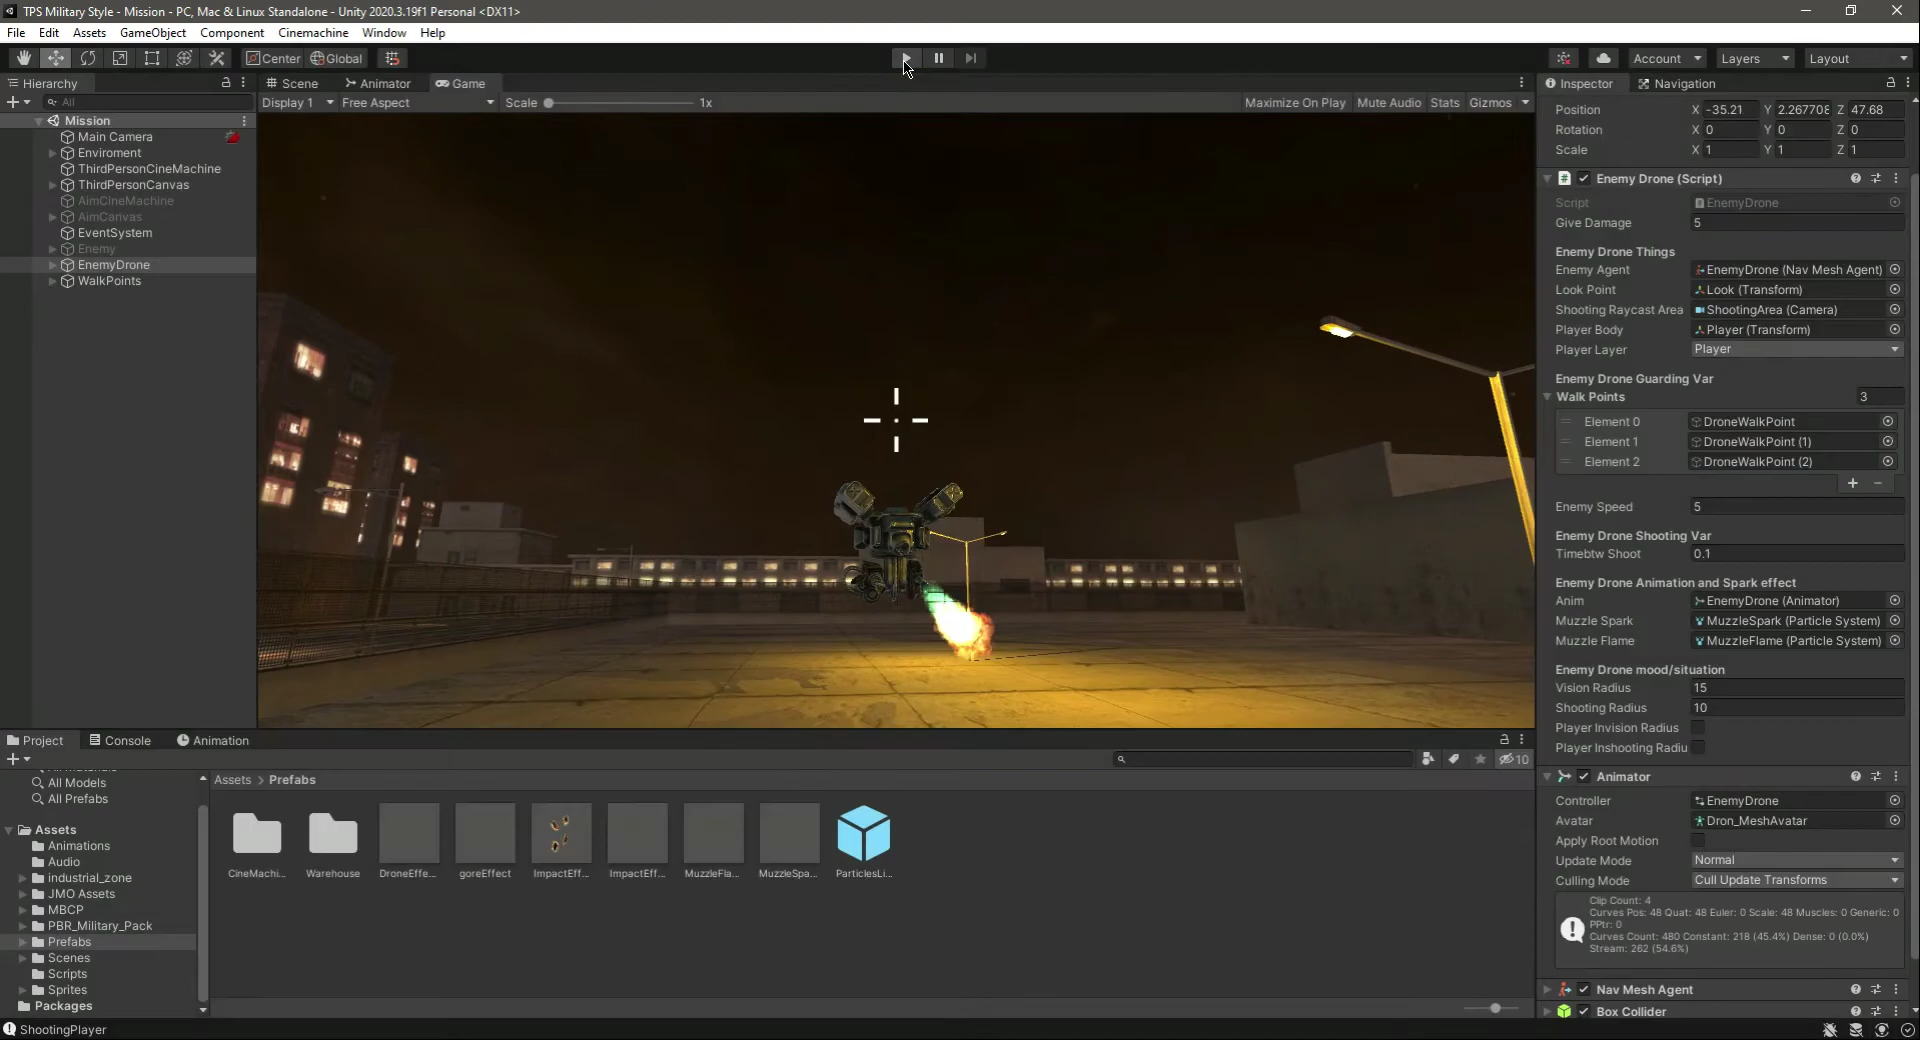 TPS Military Style - Mission - PC, Mac & Linux Standalone - Unity 2020.3.19f1 Personal <DX11>
File Edit Assets GameObject Component Cinemachine Window Help
Center Global Account Layers Layout
Hierarchy
All
Mission
Main Camera
Enviroment
ThirdPersonCineMachine
ThirdPersonCanvas
AimCineMachine
AimCanvas
EventSystem
Enemy
EnemyDrone
WalkPoints
Scene Animator Game
Display 1 Free Aspect Scale 1x Maximize On Play Mute Audio Stats Gizmos
Inspector Navigation
Position X -35.21 Y 2.267708 Z 47.68
Rotation X 0 Y 0 Z 0
Scale X 1 Y 1 Z 1
Enemy Drone (Script)
Script EnemyDrone
Give Damage 5
Enemy Drone Things
Enemy Agent EnemyDrone (Nav Mesh Agent)
Look Point Look (Transform)
Shooting Raycast Area ShootingArea (Camera)
Player Body Player (Transform)
Player Layer Player
Enemy Drone Guarding Var
Walk Points 3
Element 0 DroneWalkPoint
Element 1 DroneWalkPoint (1)
Element 2 DroneWalkPoint (2)
Enemy Speed 5
Enemy Drone Shooting Var
Timebtw Shoot 0.1
Enemy Drone Animation and Spark effect
Anim EnemyDrone (Animator)
Muzzle Spark MuzzleSpark (Particle System)
Muzzle Flame MuzzleFlame (Particle System)
Enemy Drone mood/situation
Vision Radius 15
Shooting Radius 10
Player Invision Radius
Player Inshooting Radiu
Animator
Controller EnemyDrone
Avatar Dron_MeshAvatar
Apply Root Motion
Update Mode Normal
Culling Mode Cull Update Transforms
Clip Count: 4
Curves Pos: 48 Quat: 48 Euler: 0 Scale: 48 Muscles: 0 Generic: 0
PPtr: 0
Curves Count: 480 Constant: 218 (45.4%) Dense: 0 (0.0%)
Stream: 262 (54.6%)
Nav Mesh Agent
Box Collider
Project Console Animation
10
All Models
All Prefabs
Assets
Animations
Audio
industrial_zone
JMO Assets
MBCP
PBR_Military_Pack
Prefabs
Scenes
Scripts
Sprites
Packages
Assets > Prefabs
CineMachi... Warehouse DroneEffe... goreEffect ImpactEff... ImpactEff... MuzzleFla... MuzzleSpa... ParticlesLi...
ShootingPlayer